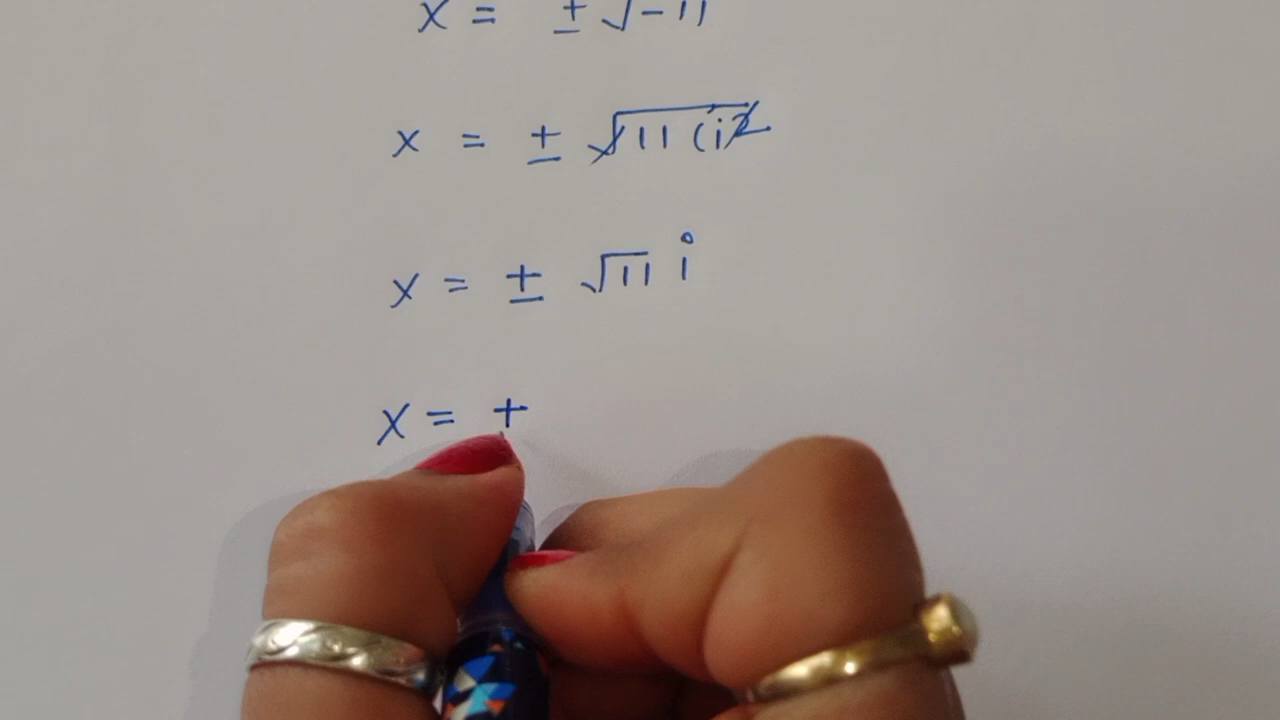 x = ± √-11
x = ± √11 (i2
x = ± √11 i
x = +